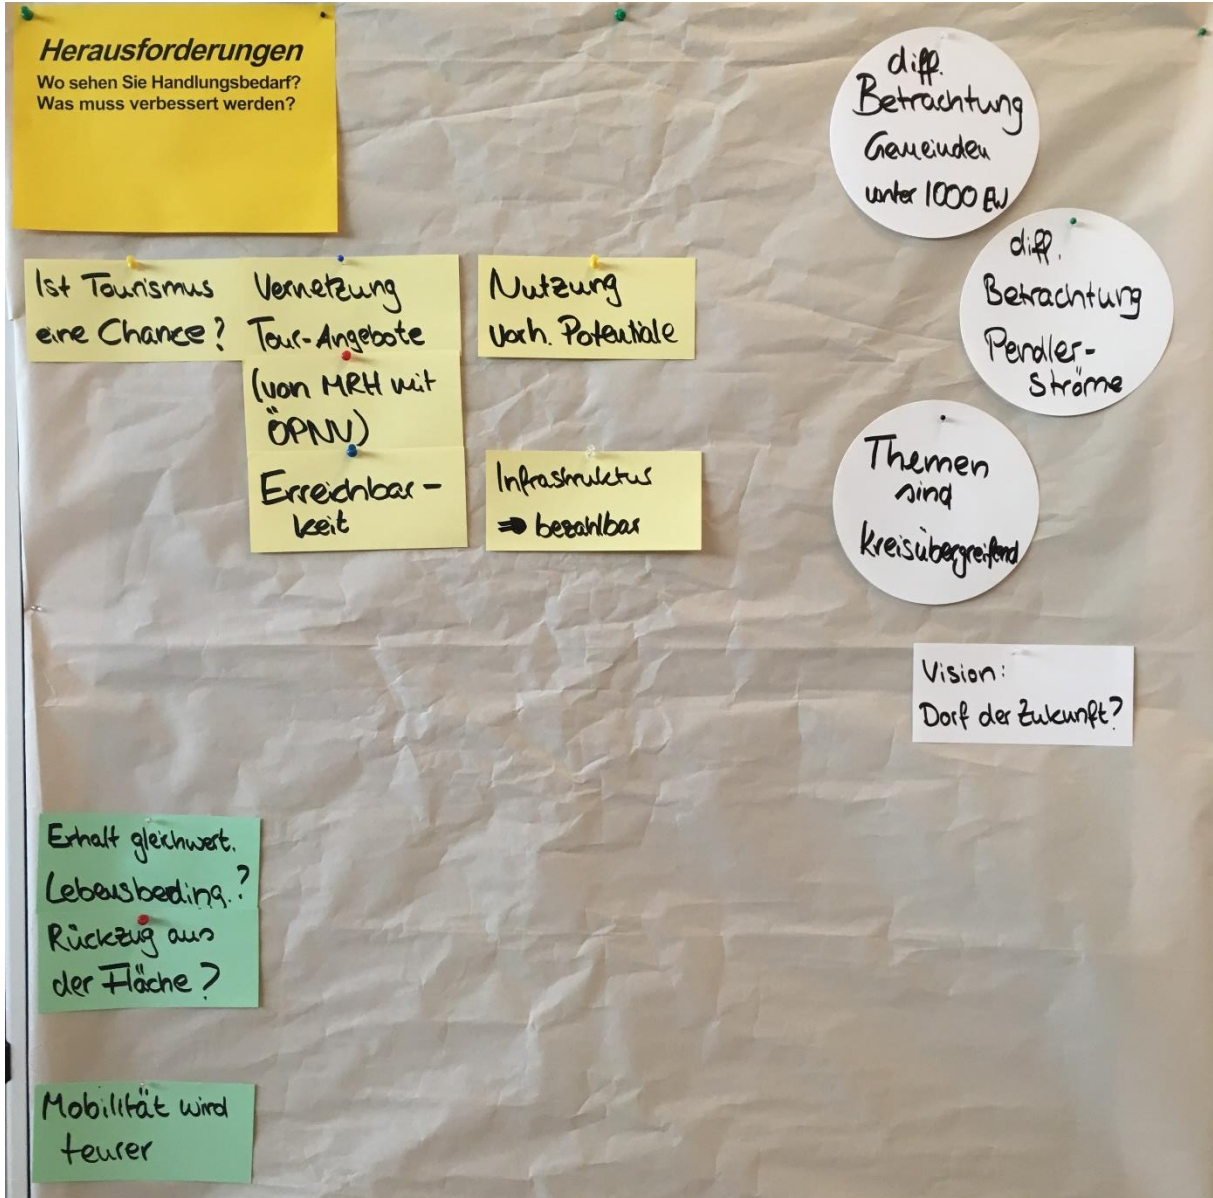 Herausforderungen
Wo sehen Sie Handlungsbedarf?
Was muss verbessert werden?
diff.
Betrachtung
Gemeinden
unter 1000 EW
diff.
Betrachtung
Pendler-
ströme
Themen
sind
kreisübergreifend
Ist Tourismus
eine Chance?
Vernetzung
Tour-Angebote
(von MRH mit
ÖPNV)
Erreichbar-
keit
Nutzung
vorh. Potentiale
Infrastruktur
⇒ bezahlbar
Vision:
Dorf der Zukunft?
Erhalt gleichwert.
Lebensbeding.?
Rückzug aus
der Fläche?
Mobilität wird
teurer